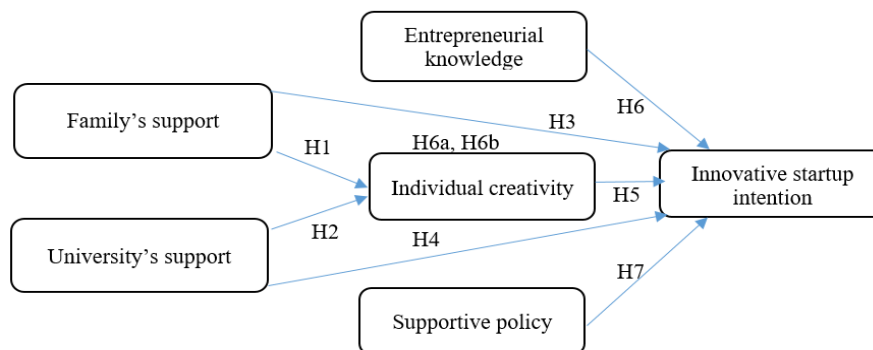 Entrepreneurial
knowledge
H6
Family's support
H3
H1
H6a, H6b
Individual creativity
H5
Innovative startup
intention
H2
University's support
H4
H7
Supportive policy